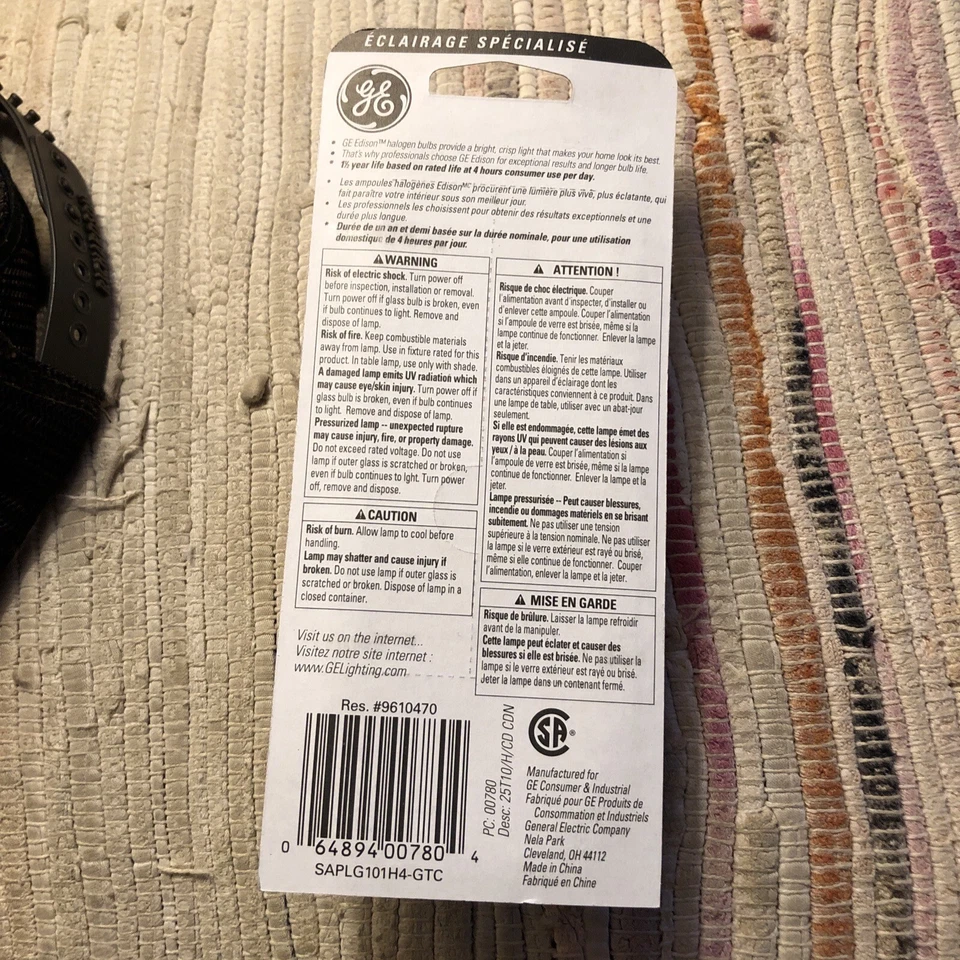 ÉCLAIRAGE SPÉCIALISÉ
GE
• GE Edison™ halogen bulbs provide a bright, crisp light that makes your home look its best.
• That's why professionals choose GE Edison for exceptional results and longer bulb life.
• 1½ year life based on rated life at 4 hours consumer use per day.
• Les ampoules halogènes Edison MC procurent une lumière plus vive, plus éclatante, qui
fait paraître votre intérieur sous son meilleur jour.
• Les professionnels les choisissent pour obtenir des résultats exceptionnels et une
durée plus longue.
• Durée de un an et demi basée sur la durée nominale, pour une utilisation
domestique de 4 heures par jour.
⚠ WARNING
Risk of electric shock. Turn power off
before inspection, installation or removal.
Turn power off if glass bulb is broken, even
if bulb continues to light. Remove and
dispose of lamp.
Risk of fire. Keep combustible materials
away from lamp. Use in fixture rated for this
product. In table lamp, use only with shade.
A damaged lamp emits UV radiation which
may cause eye/skin injury. Turn power off if
glass bulb is broken, even if bulb continues
to light. Remove and dispose of lamp.
Pressurized lamp -- unexpected rupture
may cause injury, fire, or property damage.
Do not exceed rated voltage. Do not use
lamp if outer glass is scratched or broken,
even if bulb continues to lght. Turn power
off, remove and dispose.
⚠ CAUTION
Risk of burn. Allow lamp to cool before
handling.
Lamp may shatter and cause injury if
broken. Do not use lamp if outer glass is
scratched or broken. Dispose of lamp in a
closed container.
⚠ ATTENTION !
Risque de choc électrique. Couper
l'alimentation avant d'inspecter, d'installer ou
d'enlever cette ampoule. Couper l'alimentation
si l'ampoule de verre est brisée, même si la
lampe continue de fonctionner. Enlever la lampe
et la jeter.
Risque d'incendie. Tenir les matériaux
combustibles éloignés de cette lampe. Utiliser
dans un appareil d'éclairage dont les
caractéristiques conviennent à ce produit. Dans
une lampe de table, utiliser avec un abat-jour
seulement.
Si elle est endommagée, cette lampe émet des
rayons UV qui peuvent causer des lésions aux
yeux / à la peau. Couper l'alimentation si
l'ampoule de verre est brisée, même si la lampe
continue de fonctionner. Enlever la lampe et la
jeter.
Lampe pressurisée -- Peut causer blessures,
incendie ou dommages matériels en se brisant
subitement. Ne pas utiliser une tension
supérieure à la tension nominale. Ne pas utiliser
la lampe si le verre extérieur est rayé ou brisé,
même si elle continue de fonctionner. Couper
l'alimentation, enlever la lampe et la jeter.
⚠ MISE EN GARDE
Risque de brûlure. Laisser la lampe refroidir
avant de la manipuler.
Cette lampe peut éclater et causer des
blessures si elle est brisée. Ne pas utiliser la
lampe si le verre extérieur est rayé ou brisé.
Jeter la lampe dans un contenant fermé.
Visit us on the internet...
Visitez notre site internet :
www.GELighting.com
Res. #9610470
0 64894 00780 4
SAPLG101H4-GTC
PC: 00780
Desc: 25T10/H/CD CDN
SA®
Manufactured for
GE Consumer & Industrial
Fabriqué pour GE Produits de
Consommation et Industriels
General Electric Company
Nela Park
Cleveland, OH 44112
Made in China
Fabriqué en Chine